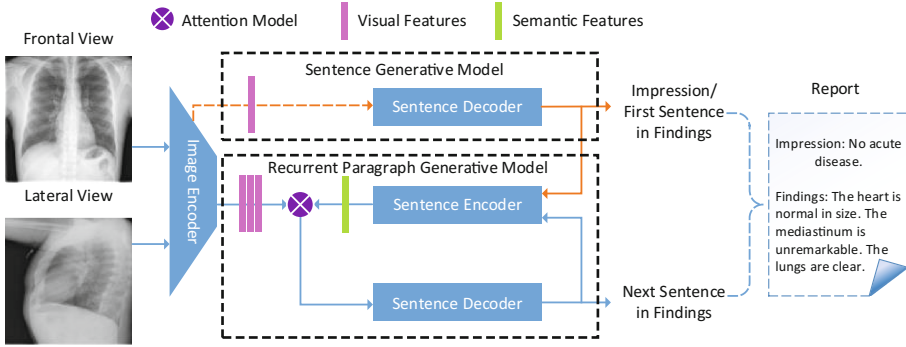 Attention Model
Visual Features
Semantic Features
Frontal View
Lateral View
Image Encoder
Sentence Generative Model
Sentence Decoder
Recurrent Paragraph Generative Model
Sentence Encoder
Sentence Decoder
Impression/
First Sentence
in Findings
Next Sentence
in Findings
Report
Impression: No acute
disease.
Findings: The heart is
normal in size. The
mediastinum is
unremarkable. The
lungs are clear.